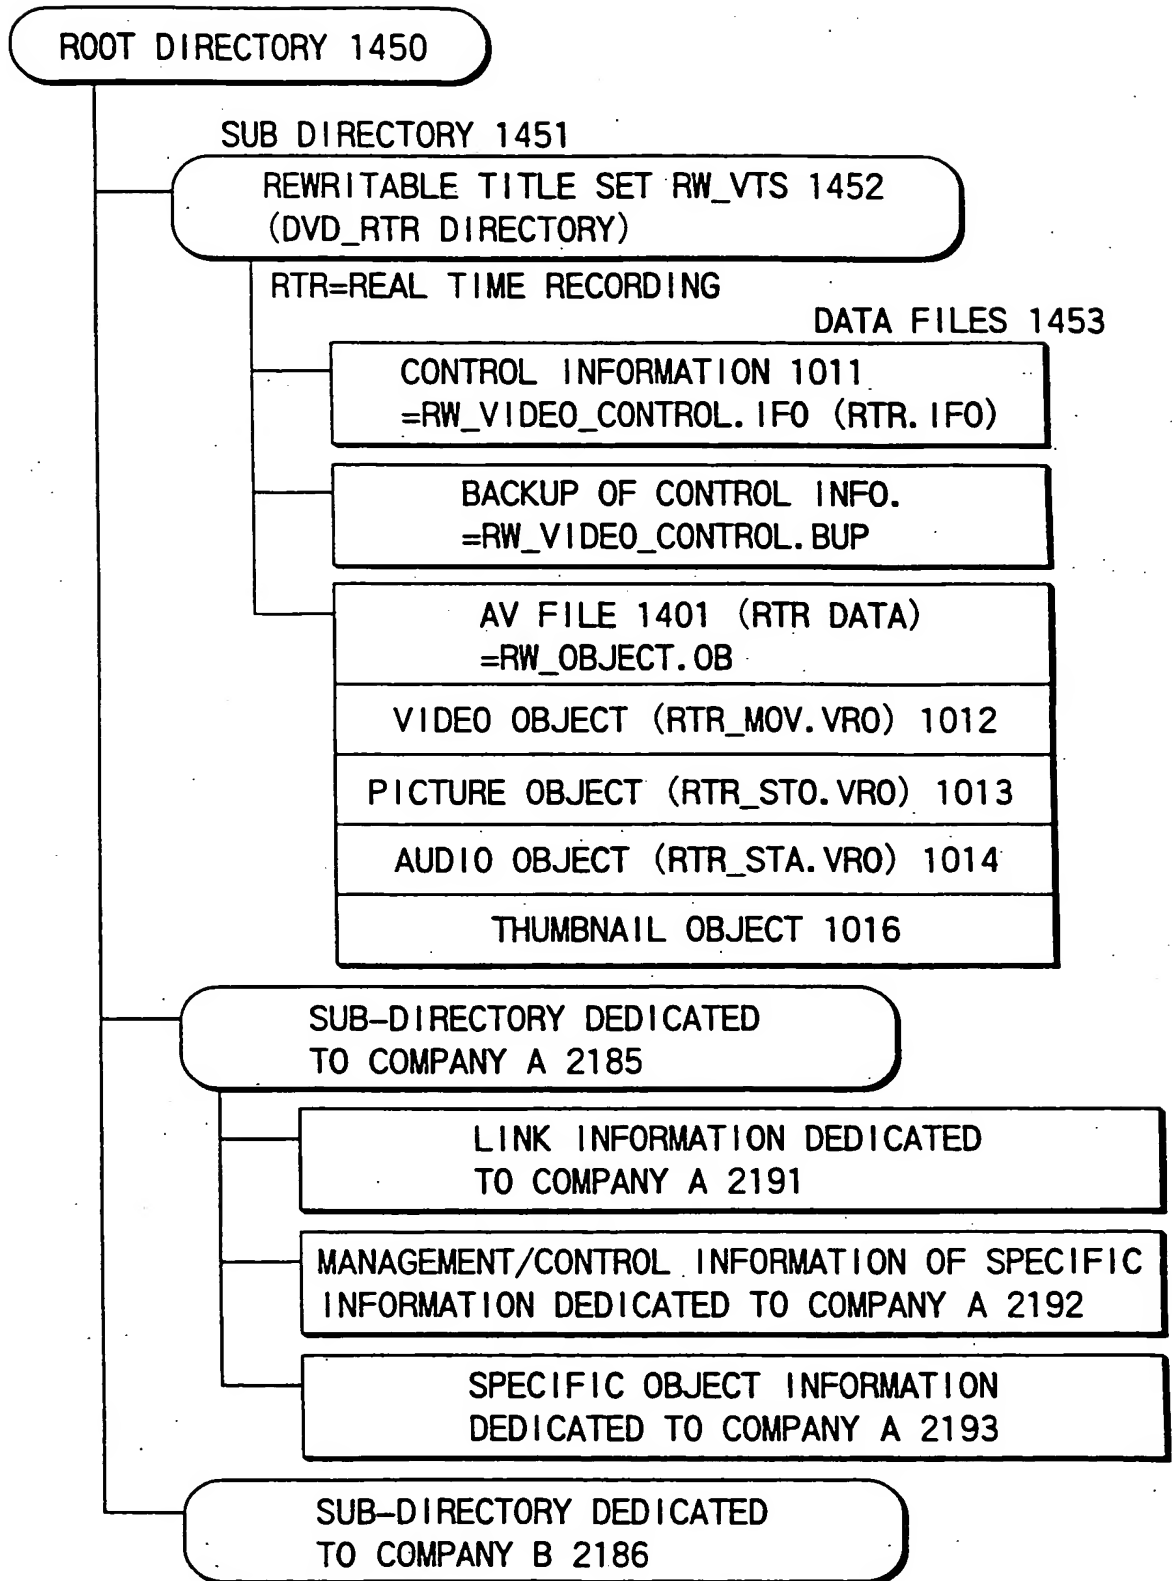 ROOT DIRECTORY 1450
SUB DIRECTORY 1451
REWRITABLE TITLE SET RW_VTS 1452
(DVD_RTR DIRECTORY)
RTR=REAL TIME RECORDING
DATA FILES 1453
CONTROL INFORMATION 1011
=RW_VIDEO_CONTROL.IFO (RTR.IFO)
BACKUP OF CONTROL INFO.
=RW_VIDEO_CONTROL.BUP
AV FILE 1401 (RTR DATA)
=RW_OBJECT.OB
VIDEO OBJECT (RTR_MOV.VRO) 1012
PICTURE OBJECT (RTR_STO.VRO) 1013
AUDIO OBJECT (RTR_STA.VRO) 1014
THUMBNAIL OBJECT 1016
SUB-DIRECTORY DEDICATED
TO COMPANY A 2185
LINK INFORMATION DEDICATED
TO COMPANY A 2191
MANAGEMENT/CONTROL INFORMATION OF SPECIFIC
INFORMATION DEDICATED TO COMPANY A 2192
SPECIFIC OBJECT INFORMATION
DEDICATED TO COMPANY A 2193
SUB-DIRECTORY DEDICATED
TO COMPANY B 2186